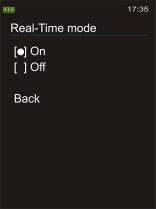 17:35
Real-Time mode
[●] On
[ ] Off
Back